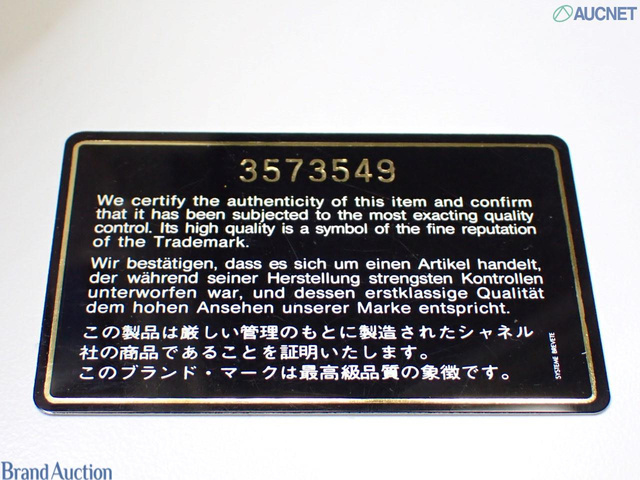 AUCNET
3573549
We certify the authenticity of this item and confirm
that it has been subjected to the most exacting quality
control. Its high quality is a symbol of the fine reputation
of the Trademark.
Wir bestätigen, dass es sich um einen Artikel handelt,
der während seiner Herstellung strengsten Kontrollen
unterworfen war, und dessen erstklassige Qualität
dem hohen Ansehen unserer Marke entspricht.
この製品は厳しい管理のもとに製造されたシャネル
社の商品であることを証明いたします。
このブランド・マークは最高級品質の象徴です。
SYSTEME BREVETE
Brand Auction